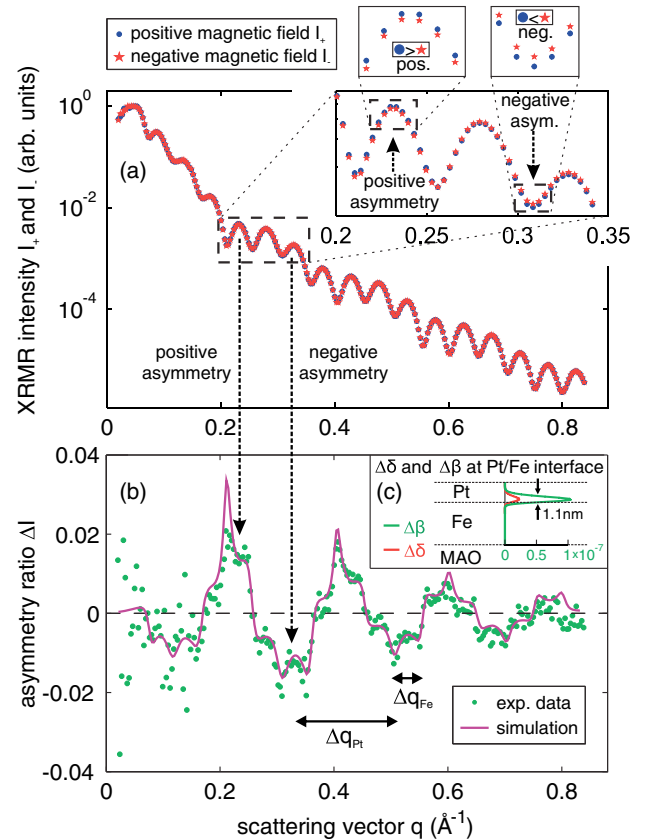 positive magnetic field I+
negative magnetic field I-
>
pos.
<
neg.
XRMR intensity I+ and I- (arb. units)
10^0
10^-2
10^-4
(a)
negative
asym.
positive
asymmetry
0.2
0.25
0.3
0.35
positive
asymmetry
negative
asymmetry
0
0.2
0.4
0.6
0.8
asymmetry ratio ΔI
0.04
0.02
0
-0.02
-0.04
(b)
(c)
Δδ and Δβ at Pt/Fe interface
Pt
Fe
MAO
Δβ
Δδ
1.1nm
0
0.5
1×10^-7
Δq_Fe
Δq_Pt
exp. data
simulation
0
0.2
0.4
0.6
0.8
scattering vector q (Å^-1)